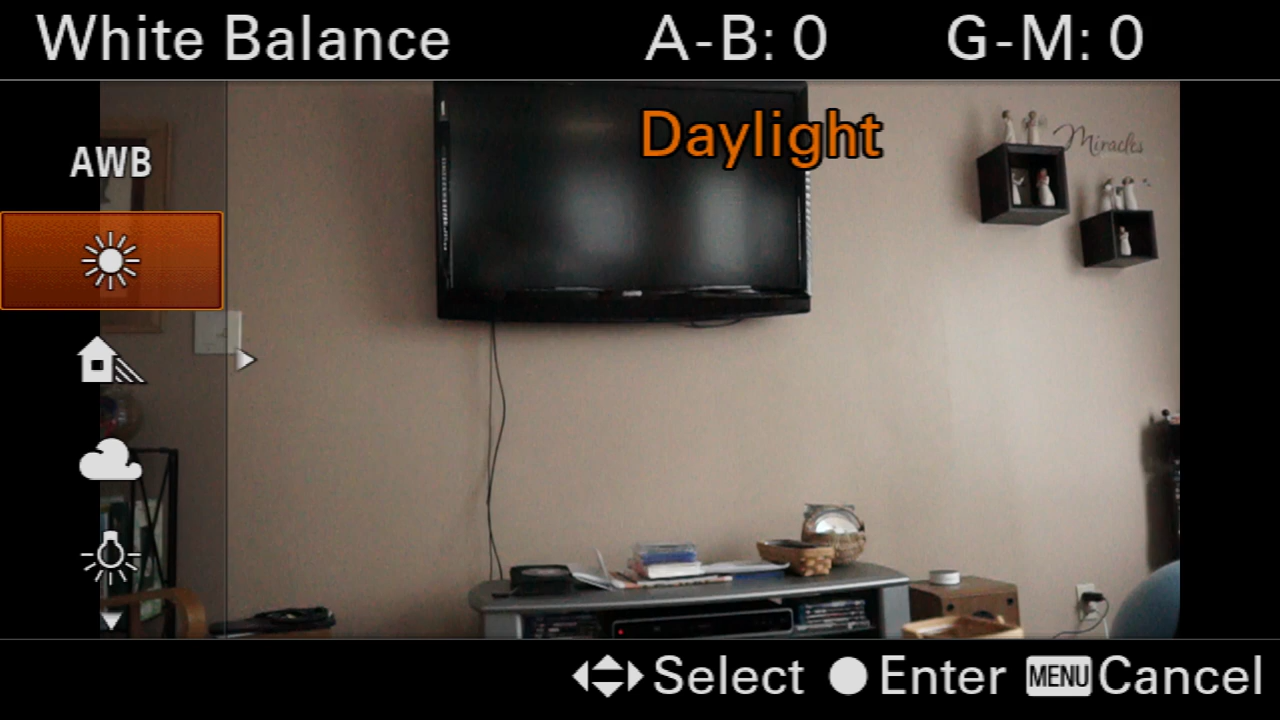 White Balance A-B: 0 G-M: 0
Daylight
Miracles
AWB
Select Enter MENU Cancel